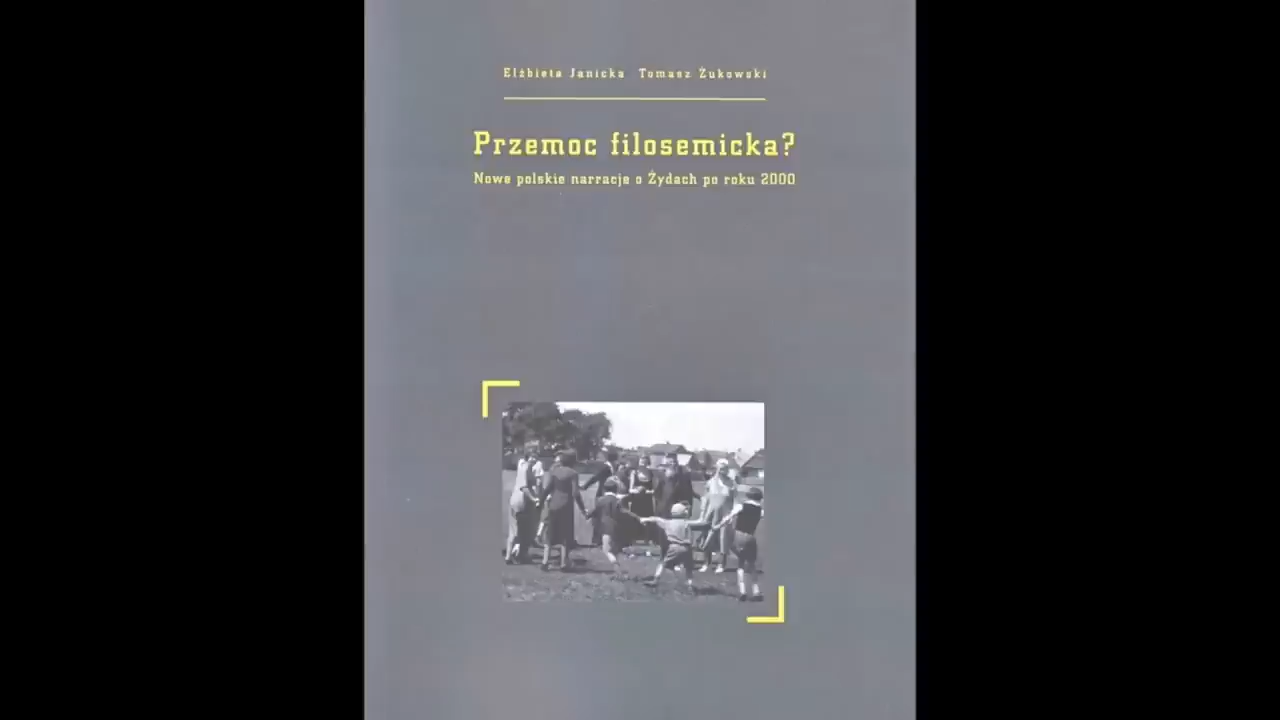 Elżbieta Janicka Tomasz Żukowski
Przemoc filosemicka?
Nowe polskie narracje o Żydach po roku 2000